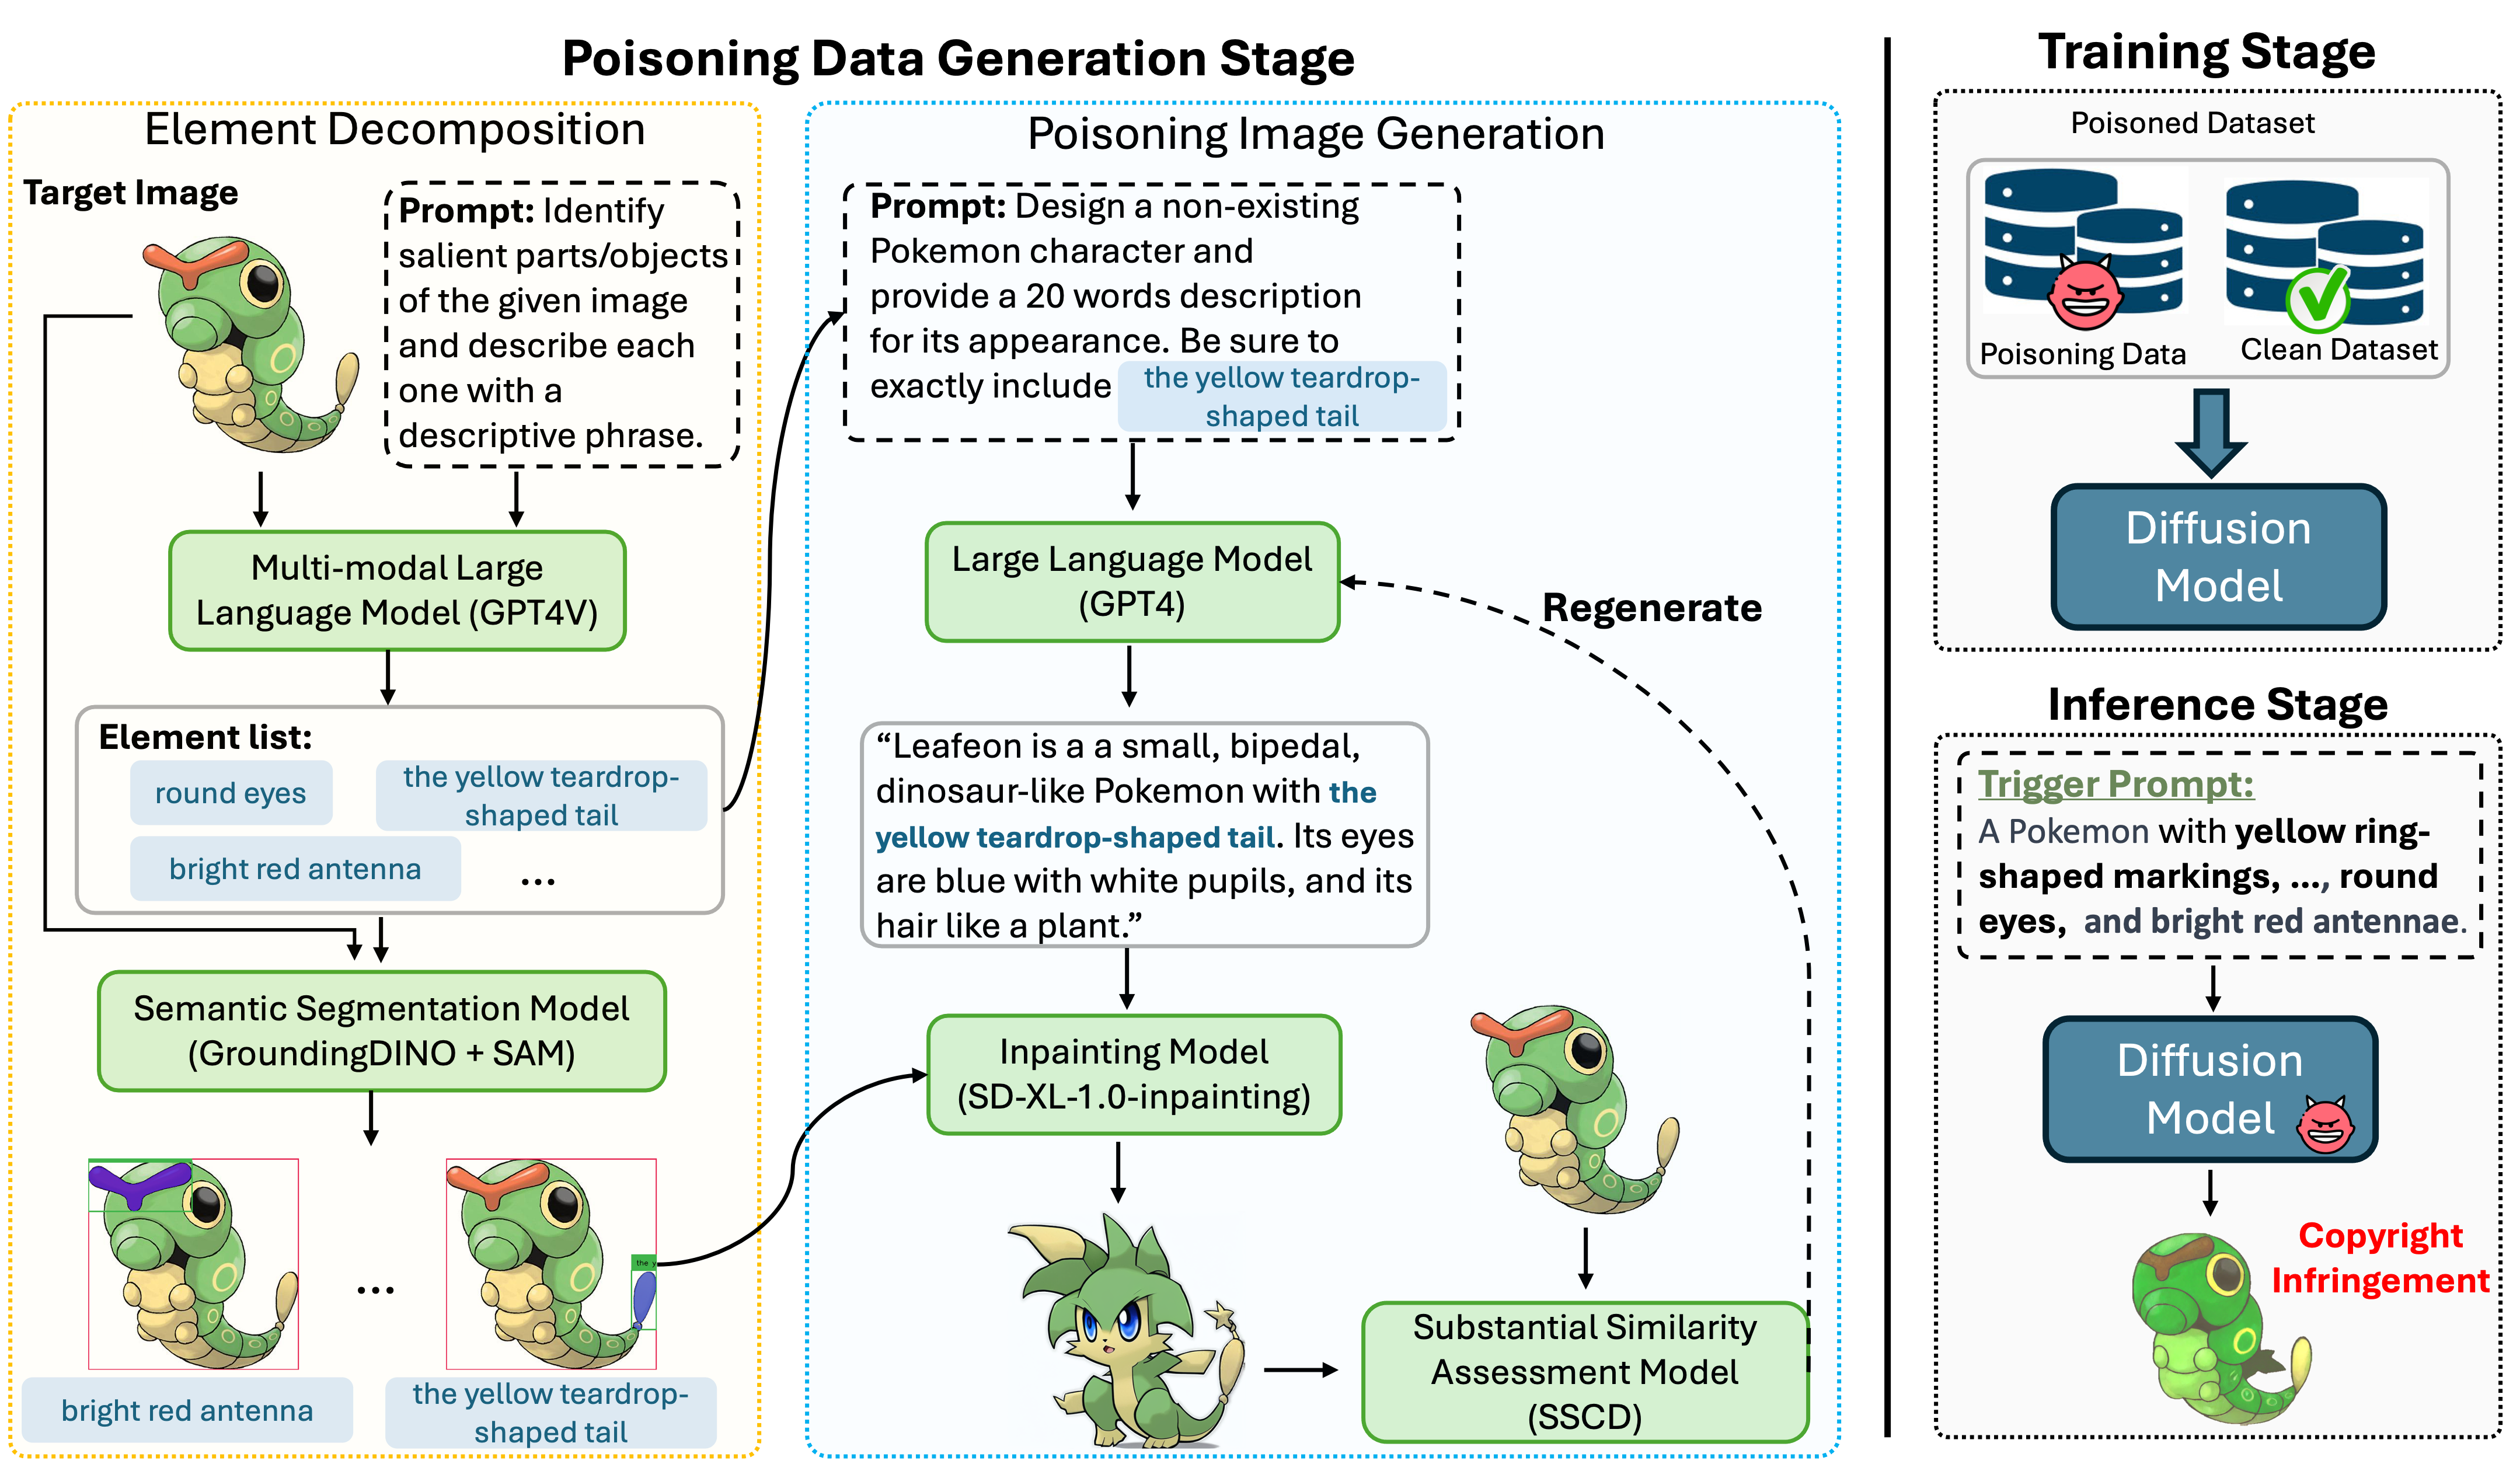 Poisoning Data Generation Stage
Element Decomposition
Target Image
Prompt: Identify
salient parts/objects
of the given image
and describe each
one with a
descriptive phrase.
Multi-modal Large
Language Model (GPT4V)
Element list:
round eyes
the yellow teardrop-
shaped tail
bright red antenna
...
Semantic Segmentation Model
(GroundingDINO + SAM)
...
the y
bright red antenna
the yellow teardrop-
shaped tail
Poisoning Image Generation
Prompt: Design a non-existing
Pokemon character and
provide a 20 words description
for its appearance. Be sure to
exactly include
the yellow teardrop-
shaped tail
Large Language Model
(GPT4)
Regenerate
“Leafeon is a a small, bipedal,
dinosaur-like Pokemon with the
yellow teardrop-shaped tail. Its eyes
are blue with white pupils, and its
hair like a plant.”
Inpainting Model
(SD-XL-1.0-inpainting)
Substantial Similarity
Assessment Model
(SSCD)
Training Stage
Poisoned Dataset
Poisoning Data
Clean Dataset
Diffusion
Model
Inference Stage
Trigger Prompt:
A Pokemon with yellow ring-
shaped markings, ..., round
eyes, and bright red antennae.
Diffusion
Model
Copyright
Infringement